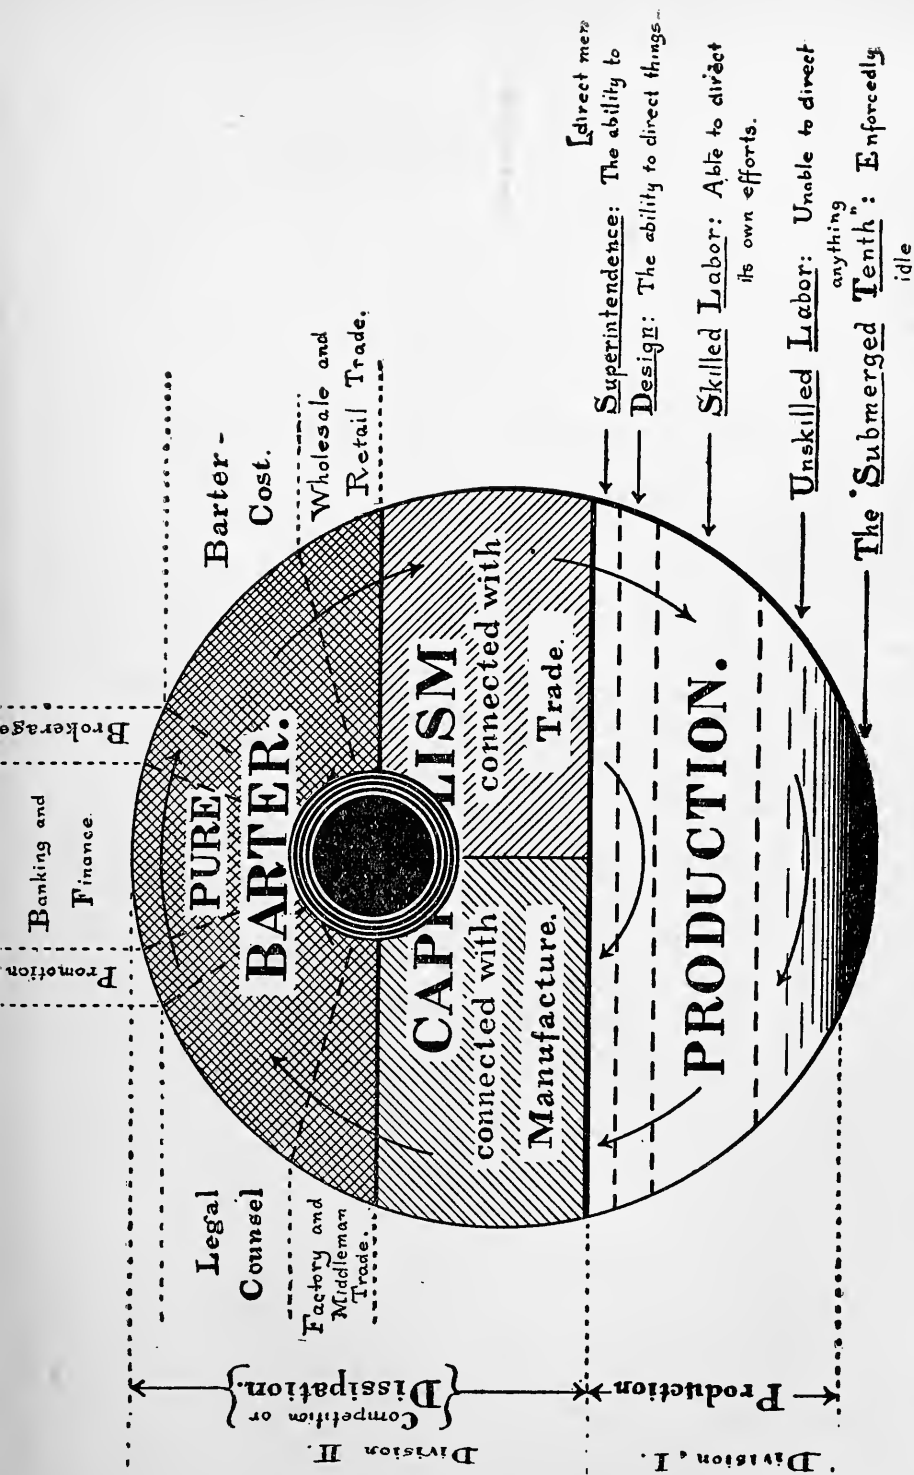 Promotion
Banking and
Finance.
Brokerage
Legal
Counsel
Factory and
Middleman
Trade.
Barter-
Cost.
Wholesale and
Retail Trade.
PURE
BARTER.
CAPI LISM
connected with
Manufacture.
connected with
Trade.
PRODUCTION.
Division II.
Competition or
Dissipation.
Division, I.
Production
[direct men
Superintendence: The ability to
Design: The ability to direct things.
Skilled Labor: Able to direct
its own efforts.
Unskilled Labor: Unable to direct
anything
The "Submerged Tenth": Enforcedly
idle